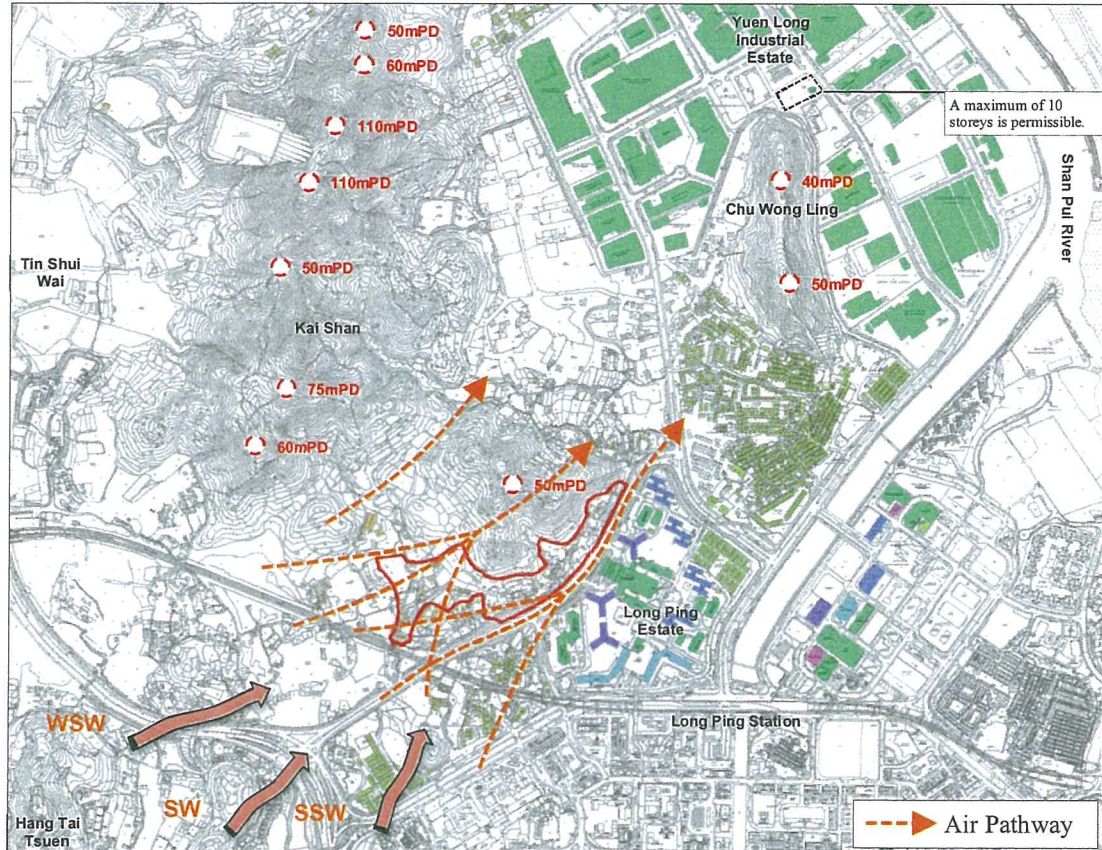 50mPD
60mPD
110mPD
110mPD
50mPD
75mPD
60mPD
50mPD
Yuen Long
Industrial
Estate
A maximum of 10
storeys is permissible.
Shan Pui River
40mPD
Chu Wong Ling
50mPD
Tin Shui
Wai
Kai Shan
Long Ping
Estate
Long Ping Station
WSW
SW
SSW
Hang Tai
Tsuen
Air Pathway